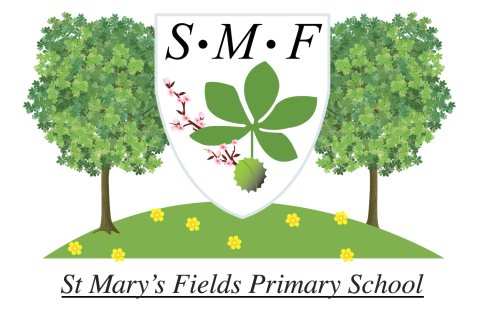 S • M • F
St Mary's Fields Primary School